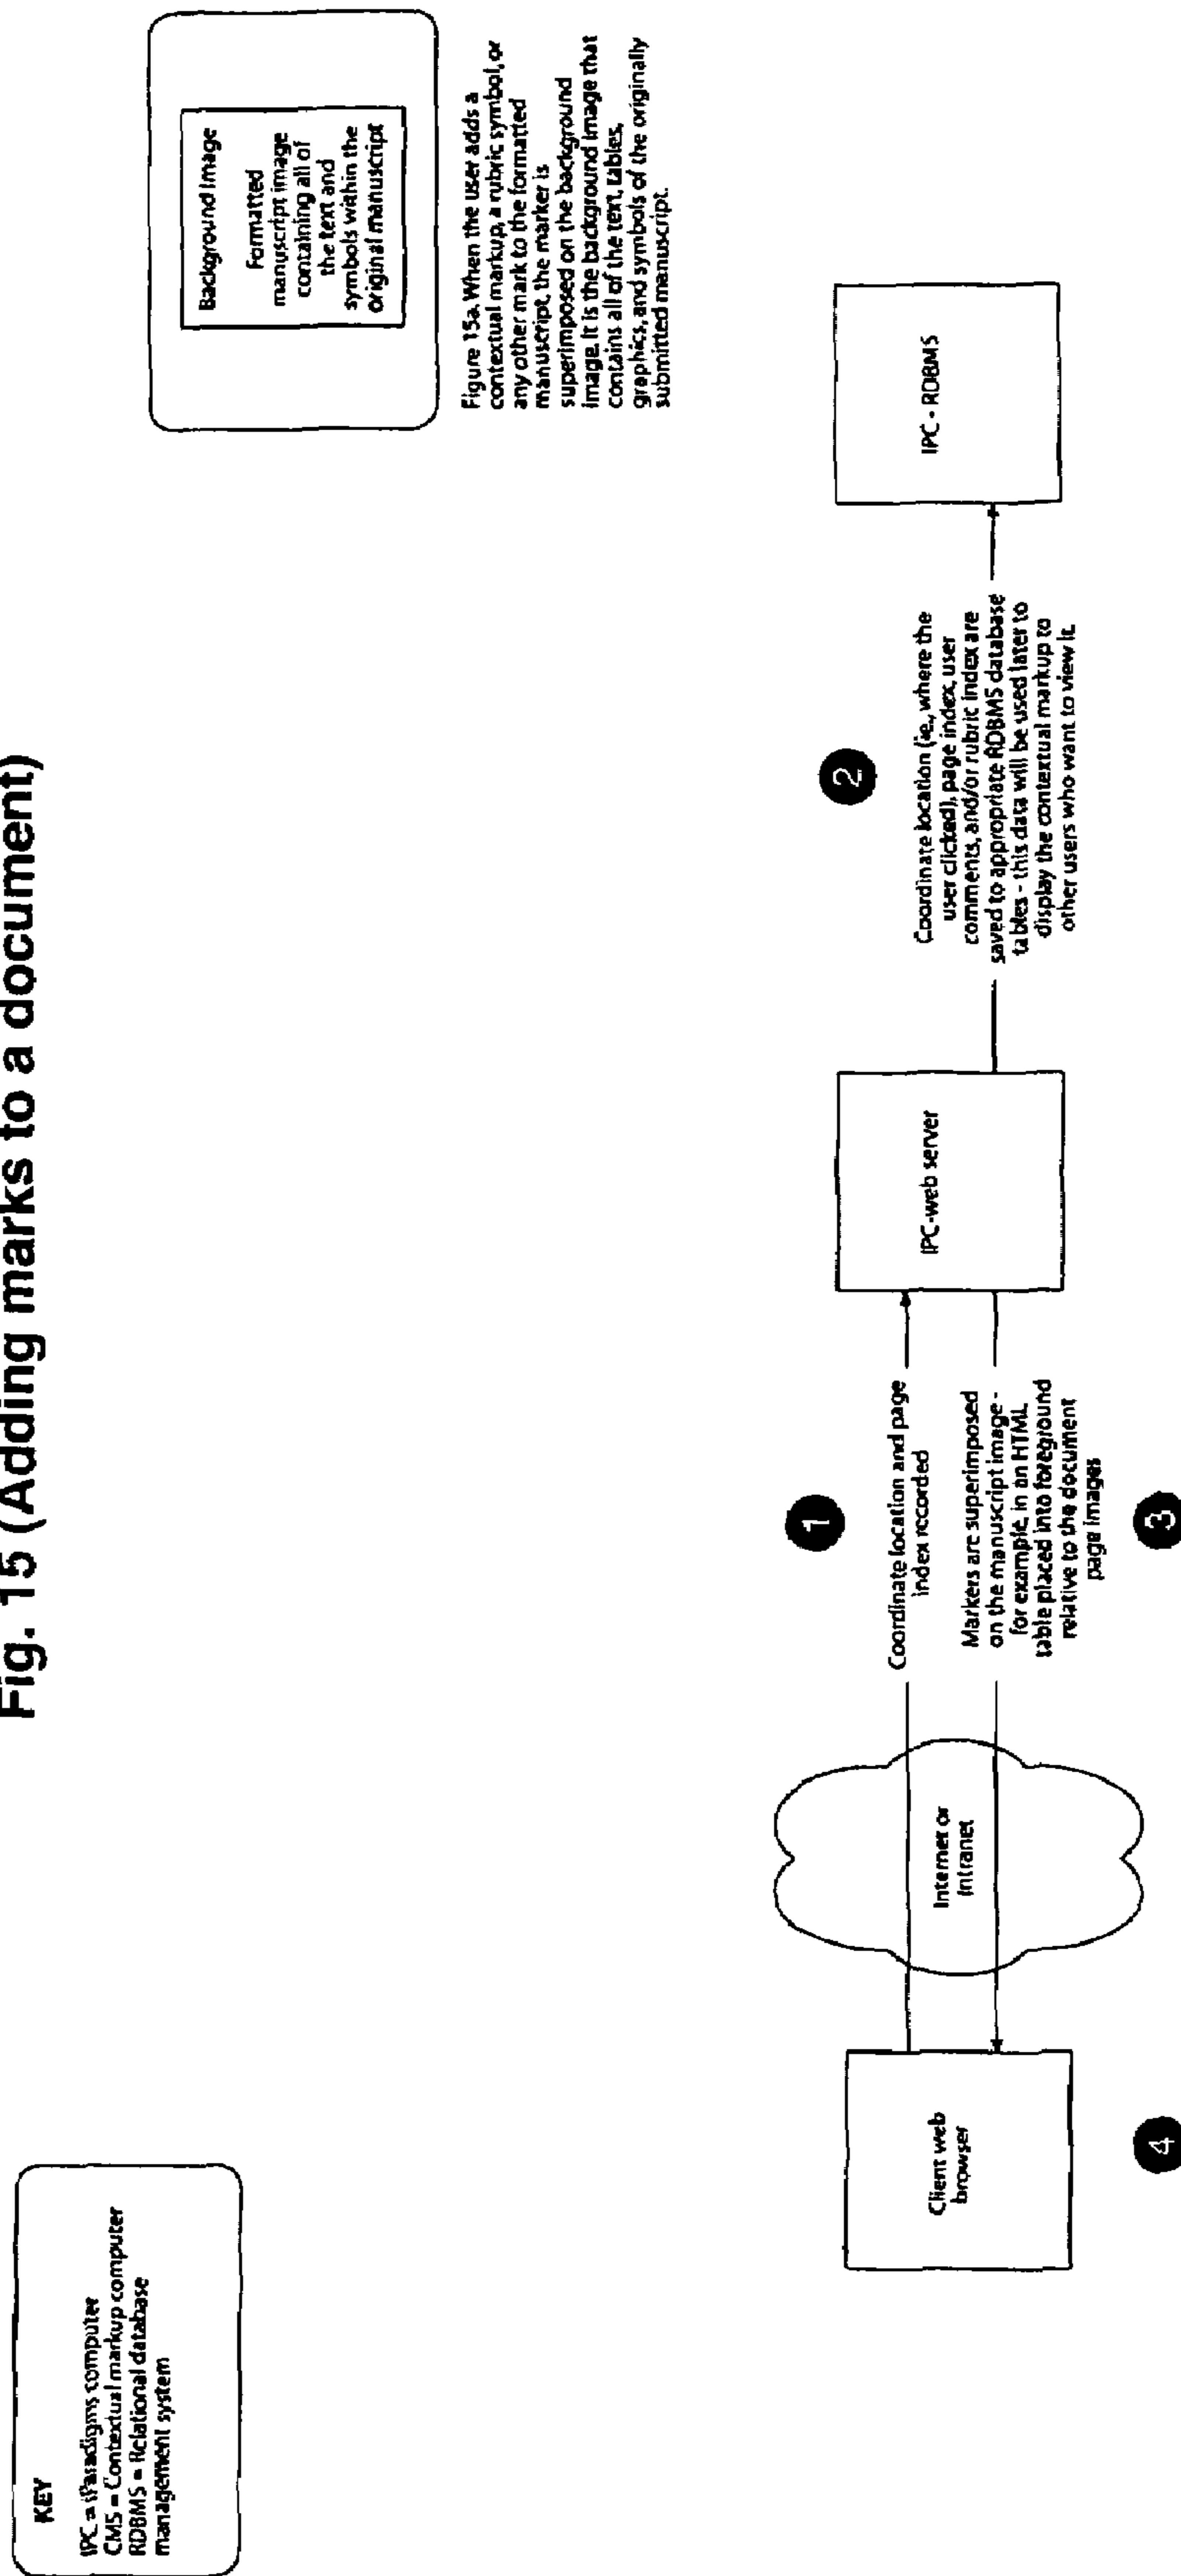 Fig. 15 (Adding marks to a document)
KEY
IPC = iParadigms computer
CMS = Contextual markup computer
RDBMS = Relational database
management system
Background Image
Formatted
manuscript image
containing all of
the text and
symbols within the
original manuscript
Figure 15a. When the user adds a
contextual markup, a rubric symbol, or
any other mark to the formatted
manuscript, the marker is
superimposed on the background
image. It is the background image that
contains all of the text, tables,
graphics, and symbols of the originally
submitted manuscript.
1
Coordinate location and page
index recorded
2
Coordinate location (ie., where the
user clicked), page index, user
comments, and/or rubric index are
saved to appropriate RDBMS database
tables - this data will be used later to
display the contextual markup to
other users who want to view it.
Client web
browser
Internet or
Intranet
IPC-web server
IPC - RDBMS
Markers are superimposed
on the manuscript image -
for example, in an HTML
table placed into foreground
relative to the document
page images
3
4